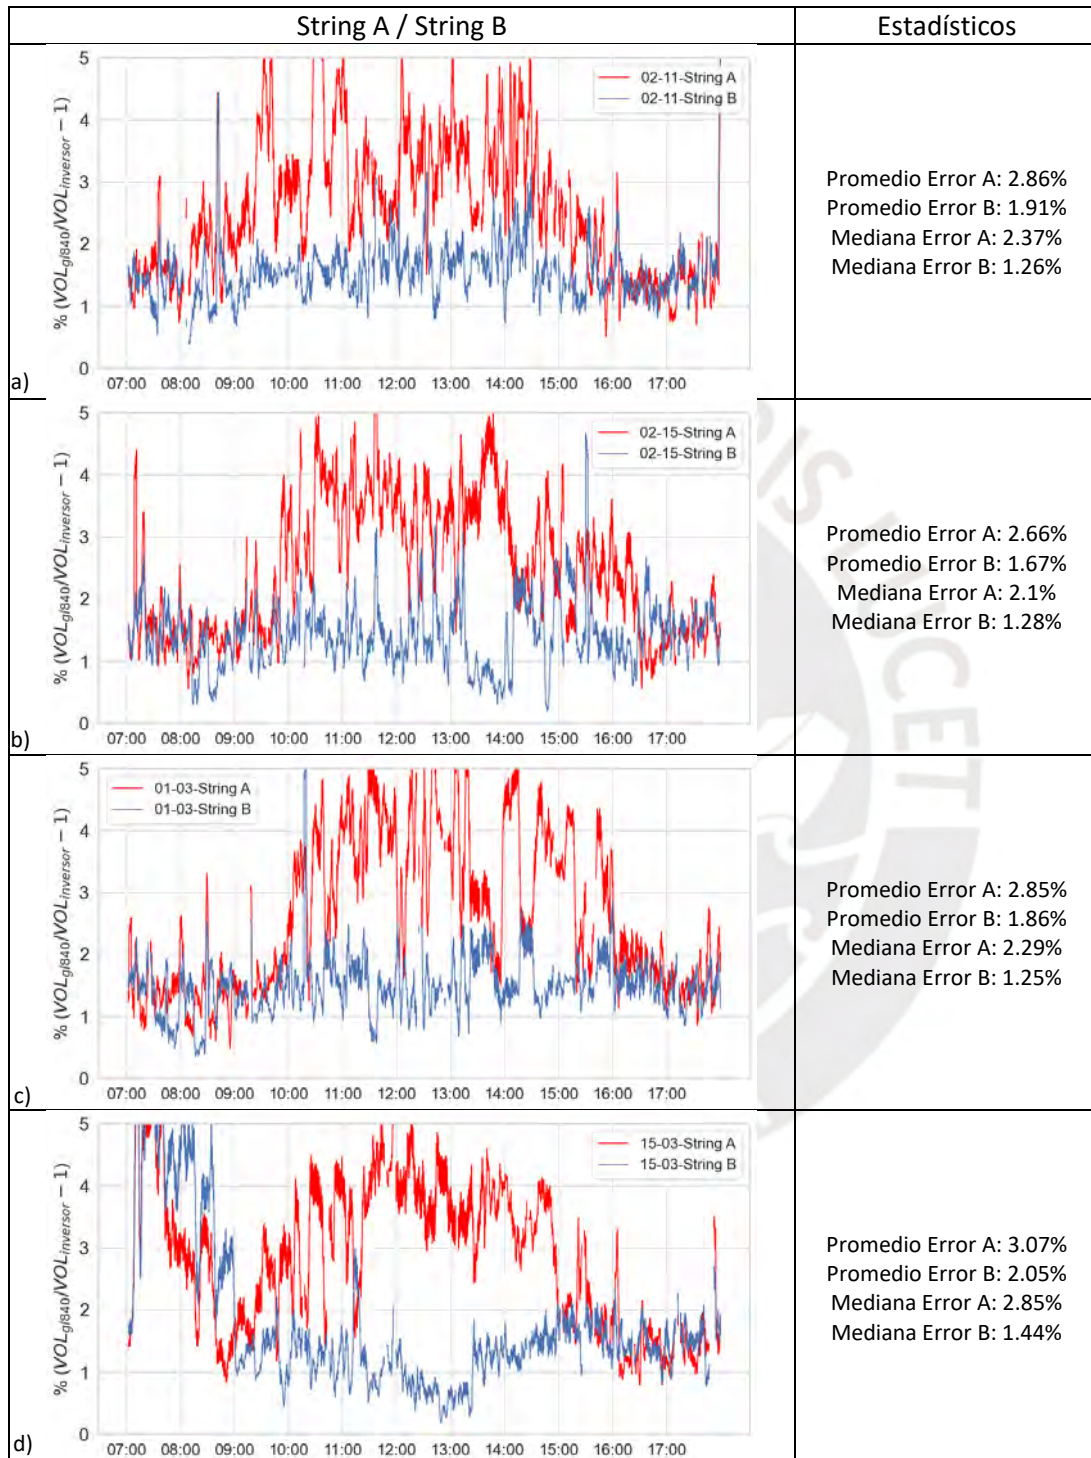 String A / String B
Estadísticos
% (VOL_gl840/VOL_inversor − 1)
5
4
3
2
1
0
02-11-String A
02-11-String B
07:00 08:00 09:00 10:00 11:00 12:00 13:00 14:00 15:00 16:00 17:00
a)
Promedio Error A: 2.86%
Promedio Error B: 1.91%
Mediana Error A: 2.37%
Mediana Error B: 1.26%
% (VOL_gl840/VOL_inversor − 1)
5
4
3
2
1
0
02-15-String A
02-15-String B
07:00 08:00 09:00 10:00 11:00 12:00 13:00 14:00 15:00 16:00 17:00
b)
Promedio Error A: 2.66%
Promedio Error B: 1.67%
Mediana Error A: 2.1%
Mediana Error B: 1.28%
% (VOL_gl840/VOL_inversor − 1)
5
4
3
2
1
0
01-03-String A
01-03-String B
07:00 08:00 09:00 10:00 11:00 12:00 13:00 14:00 15:00 16:00 17:00
c)
Promedio Error A: 2.85%
Promedio Error B: 1.86%
Mediana Error A: 2.29%
Mediana Error B: 1.25%
% (VOL_gl840/VOL_inversor − 1)
5
4
3
2
1
0
15-03-String A
15-03-String B
07:00 08:00 09:00 10:00 11:00 12:00 13:00 14:00 15:00 16:00 17:00
d)
Promedio Error A: 3.07%
Promedio Error B: 2.05%
Mediana Error A: 2.85%
Mediana Error B: 1.44%